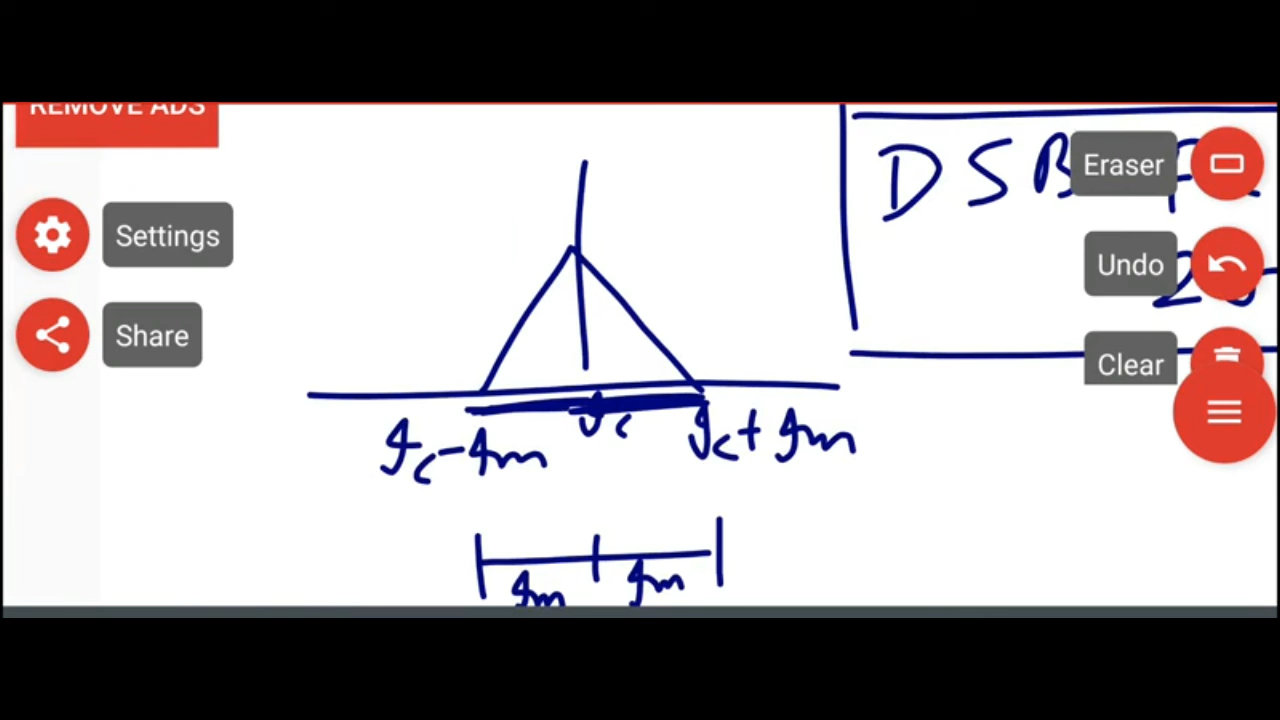 REMOVE ADS
Settings
Share
DSB
Eraser
Undo
Clear
fc-fm
fc
fc+fm
fm fm